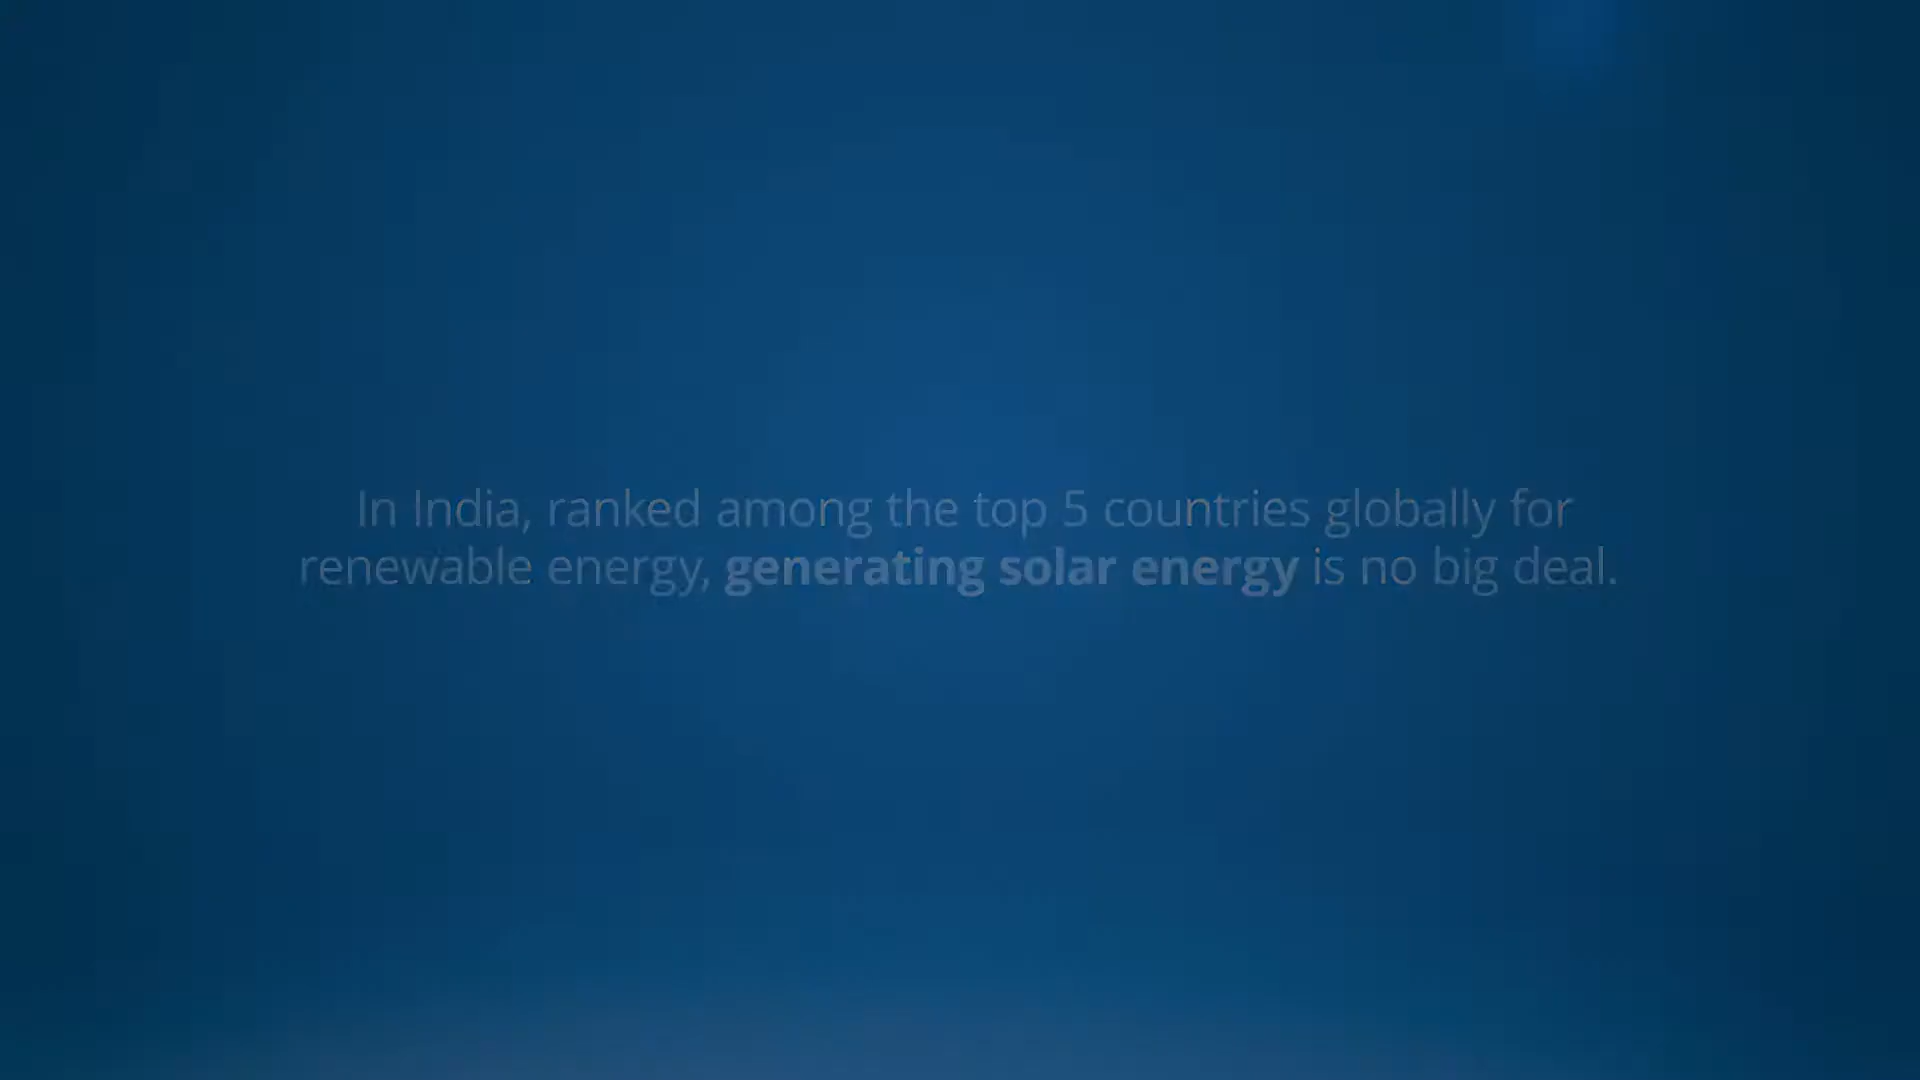 In India, ranked among the top 5 countries globally for
renewable energy, generating solar energy is no big deal.